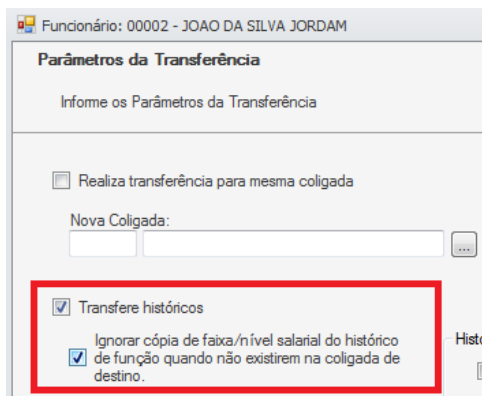 Funcionário: 00002 - JOAO DA SILVA JORDAM
Parâmetros da Transferência
Informe os Parâmetros da Transferência
Realiza transferência para mesma coligada
Nova Coligada:
...
Transfere históricos
Ignorar cópia de faixa/nível salarial do histórico
de função quando não existirem na coligada de
destino.
Histó